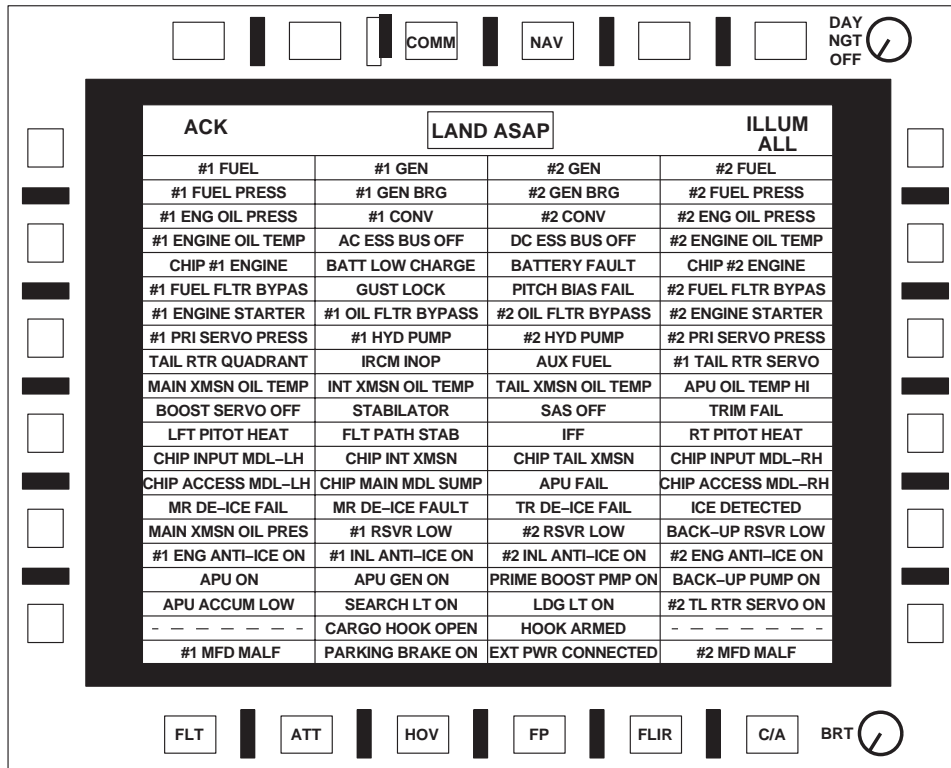 DAY
COMM NAV NGT
OFF
ACK LAND ASAP ILLUM
ALL
#1 FUEL #1 GEN #2 GEN #2 FUEL
#1 FUEL PRESS #1 GEN BRG #2 GEN BRG #2 FUEL PRESS
#1 ENG OIL PRESS #1 CONV #2 CONV #2 ENG OIL PRESS
#1 ENGINE OIL TEMP AC ESS BUS OFF DC ESS BUS OFF #2 ENGINE OIL TEMP
CHIP #1 ENGINE BATT LOW CHARGE BATTERY FAULT CHIP #2 ENGINE
#1 FUEL FLTR BYPAS GUST LOCK PITCH BIAS FAIL #2 FUEL FLTR BYPAS
#1 ENGINE STARTER #1 OIL FLTR BYPASS #2 OIL FLTR BYPASS #2 ENGINE STARTER
#1 PRI SERVO PRESS #1 HYD PUMP #2 HYD PUMP #2 PRI SERVO PRESS
TAIL RTR QUADRANT IRCM INOP AUX FUEL #1 TAIL RTR SERVO
MAIN XMSN OIL TEMP INT XMSN OIL TEMP TAIL XMSN OIL TEMP APU OIL TEMP HI
BOOST SERVO OFF STABILATOR SAS OFF TRIM FAIL
LFT PITOT HEAT FLT PATH STAB IFF RT PITOT HEAT
CHIP INPUT MDL–LH CHIP INT XMSN CHIP TAIL XMSN CHIP INPUT MDL–RH
CHIP ACCESS MDL–LH CHIP MAIN MDL SUMP APU FAIL CHIP ACCESS MDL–RH
MR DE–ICE FAIL MR DE–ICE FAULT TR DE–ICE FAIL ICE DETECTED
MAIN XMSN OIL PRES #1 RSVR LOW #2 RSVR LOW BACK–UP RSVR LOW
#1 ENG ANTI–ICE ON #1 INL ANTI–ICE ON #2 INL ANTI–ICE ON #2 ENG ANTI–ICE ON
APU ON APU GEN ON PRIME BOOST PMP ON BACK–UP PUMP ON
APU ACCUM LOW SEARCH LT ON LDG LT ON #2 TL RTR SERVO ON
– – – – – – – CARGO HOOK OPEN HOOK ARMED – – – – – – –
#1 MFD MALF PARKING BRAKE ON EXT PWR CONNECTED #2 MFD MALF
FLT ATT HOV FP FLIR C/A BRT